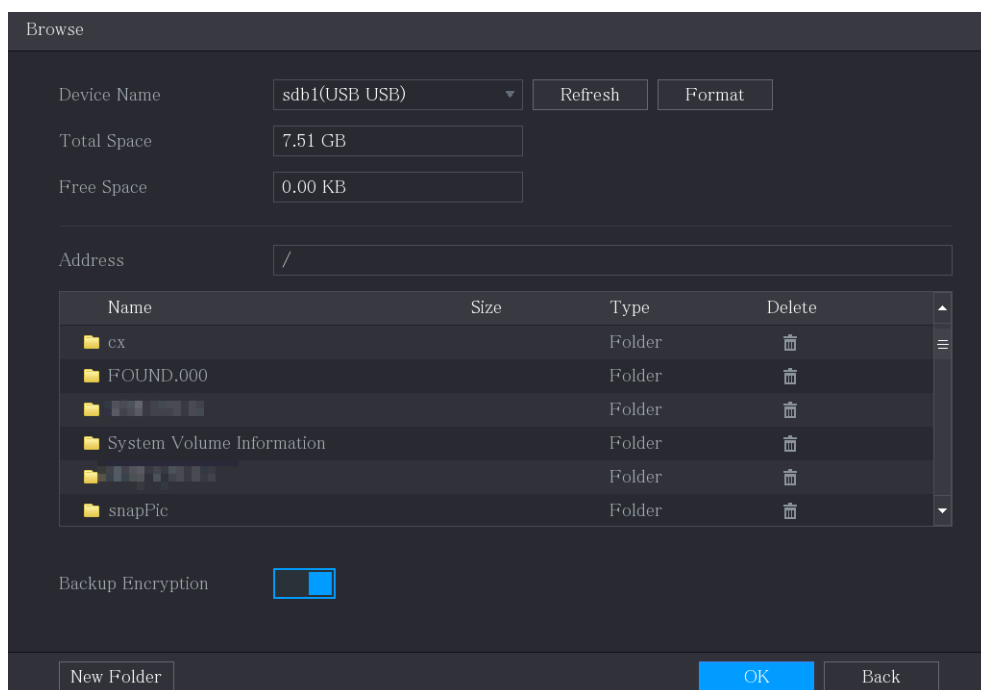 Browse
Device Name sdb1(USB USB) Refresh Format
Total Space 7.51 GB
Free Space 0.00 KB
Address /
Name Size Type Delete
cx Folder
FOUND.000 Folder
Folder
System Volume Information Folder
Folder
snapPic Folder
Backup Encryption
New Folder OK Back